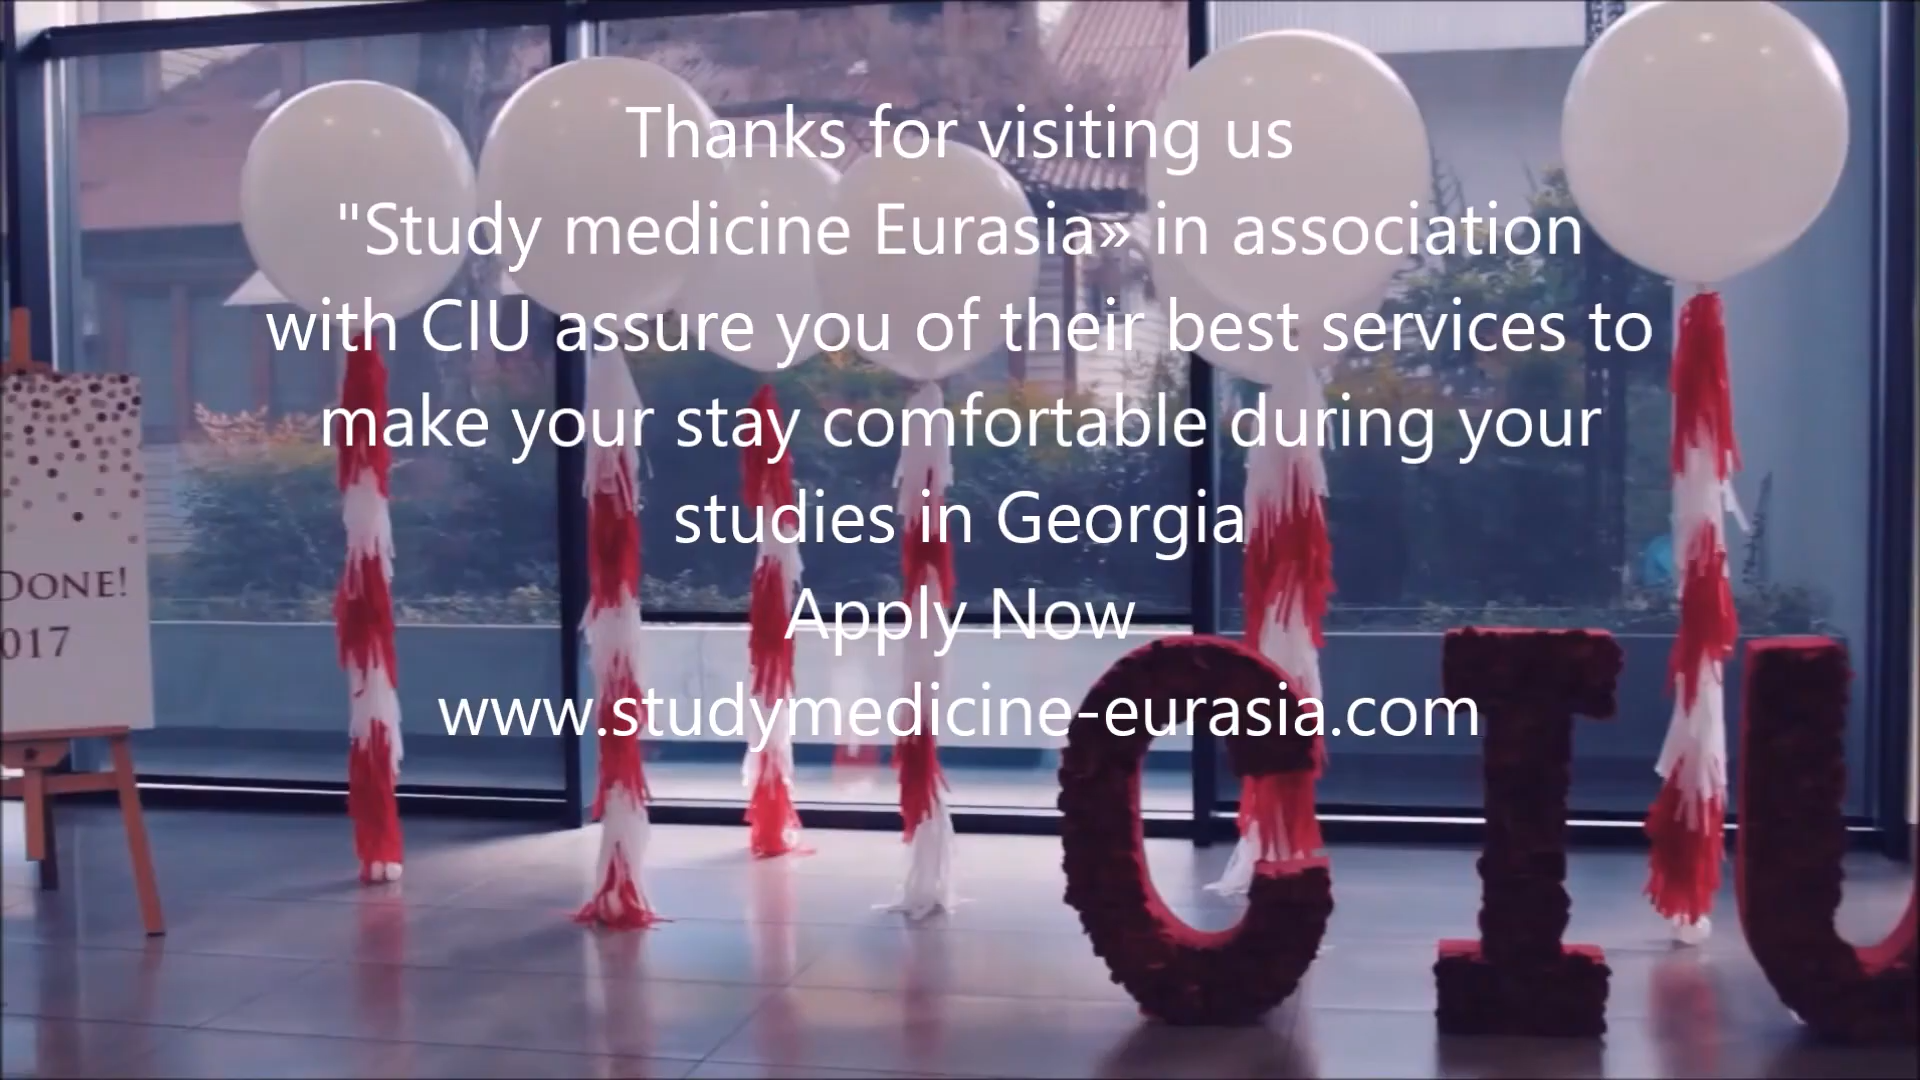 Thanks for visiting us
"Study medicine Eurasia» in association
with CIU assure you of their best services to
make your stay comfortable during your
studies in Georgia
Apply Now
www.studymedicine-eurasia.com
DONE!
017
CIU